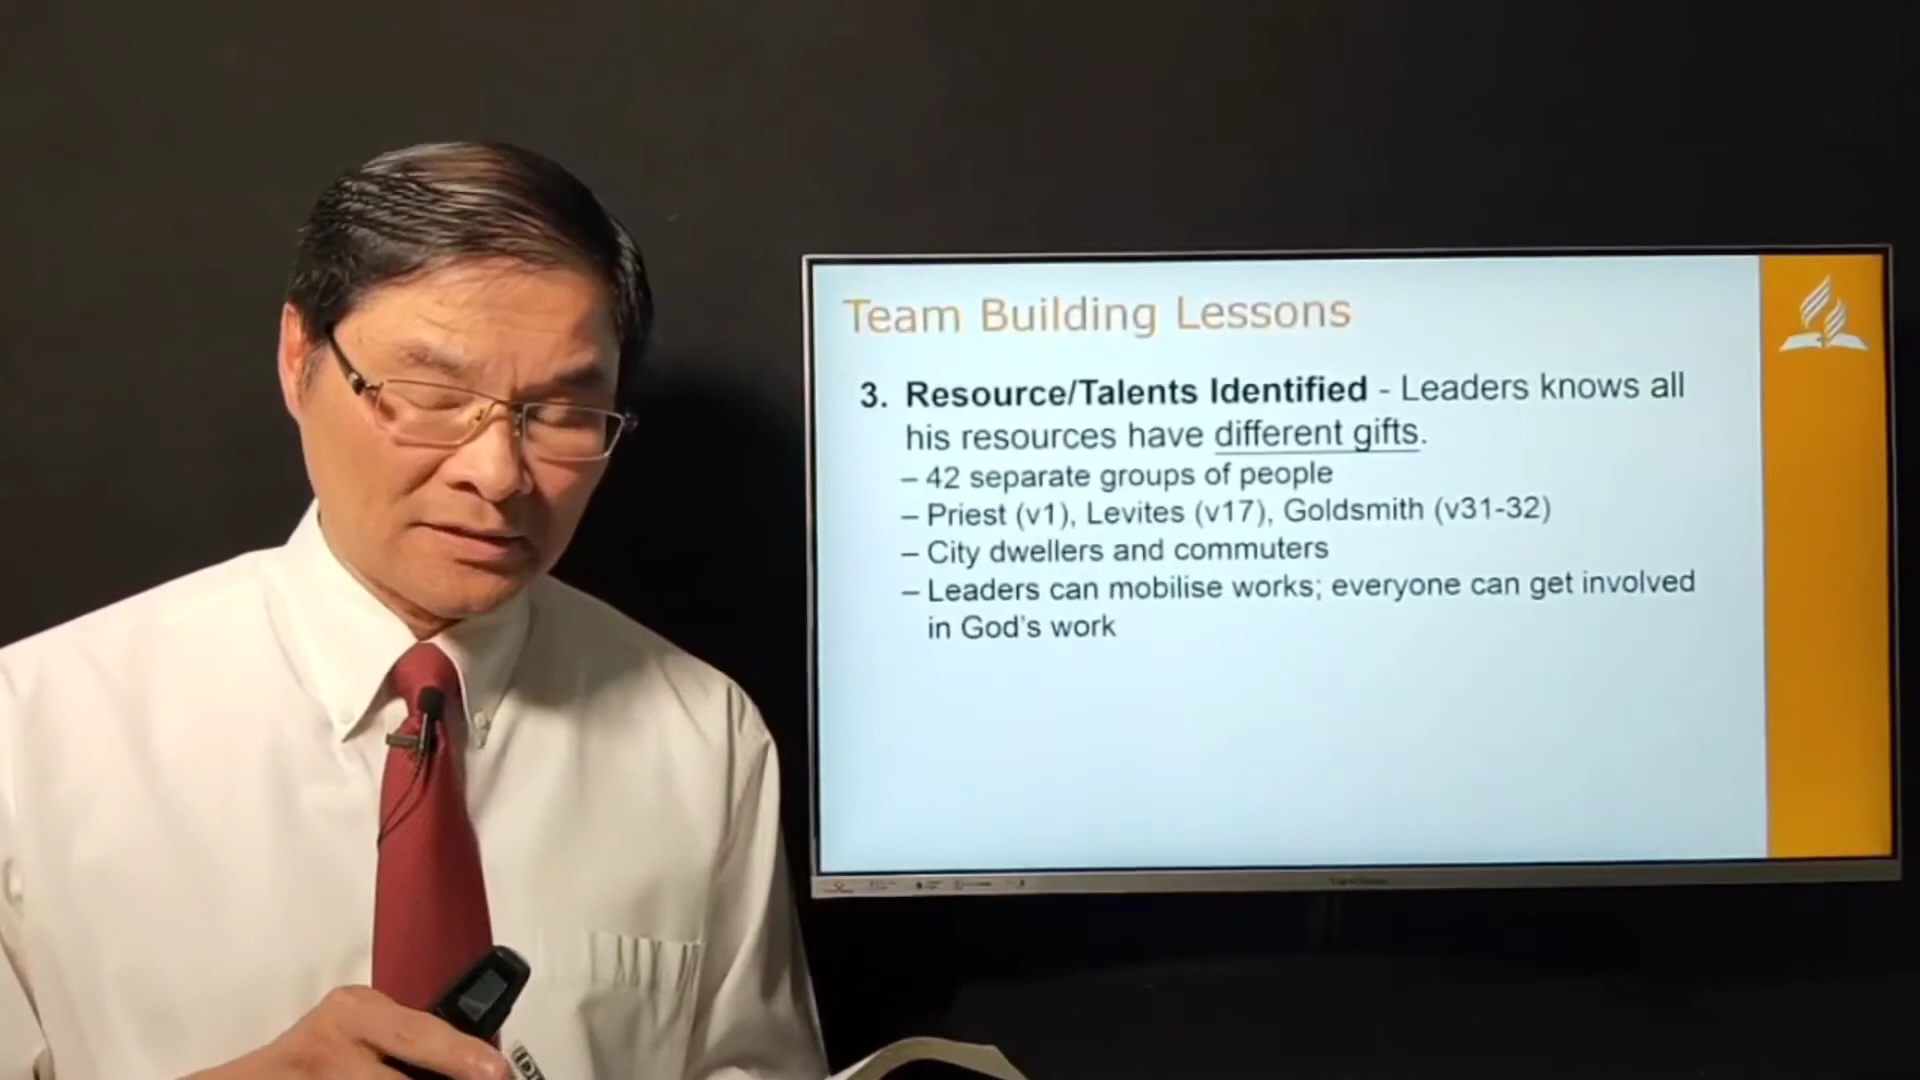 Team Building Lessons
3. Resource/Talents Identified - Leaders knows all
his resources have different gifts.
– 42 separate groups of people
– Priest (v1), Levites (v17), Goldsmith (v31-32)
– City dwellers and commuters
– Leaders can mobilise works; everyone can get involved
in God's work